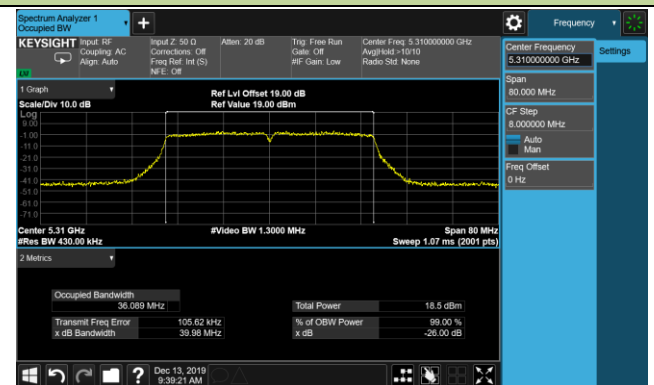 Spectrum Analyzer 1
Occupied BW
Frequency
KEYSIGHT
Input: RF
Coupling: AC
Align: Auto
Input Z: 50 Ω
Corrections: Off
Freq Ref: Int (S)
NFE: Off
Atten: 20 dB
Trig: Free Run
Gate: Off
#IF Gain: Low
Center Freq: 5.310000000 GHz
Avg|Hold:>10/10
Radio Std: None
Center Frequency
5.310000000 GHz
Settings
Span
80.000 MHz
CF Step
8.000000 MHz
Auto
Man
Freq Offset
0 Hz
1 Graph
Scale/Div 10.0 dB
Ref Lvl Offset 19.00 dB
Ref Value 19.00 dBm
Log
9.00
-1.00
-11.0
-21.0
-31.0
-41.0
-51.0
-61.0
-71.0
Center 5.31 GHz
#Res BW 430.00 kHz
#Video BW 1.3000 MHz
Span 80 MHz
Sweep 1.07 ms (2001 pts)
2 Metrics
Occupied Bandwidth
36.089 MHz
Total Power 18.5 dBm
Transmit Freq Error 105.62 kHz
% of OBW Power 99.00 %
x dB Bandwidth 39.98 MHz
x dB -26.00 dB
?
Dec 13, 2019
9:39:21 AM